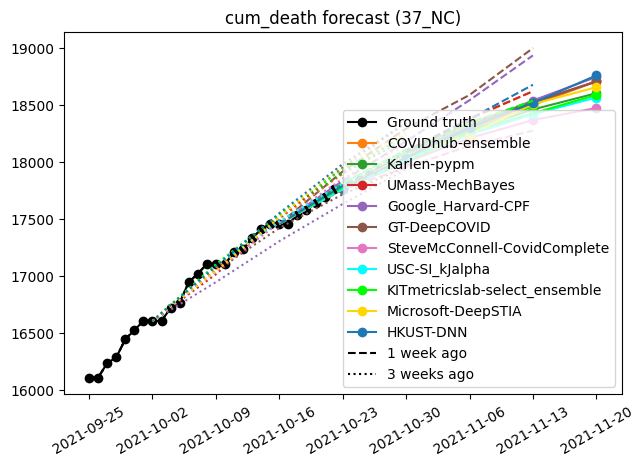 cum_death forecast (37_NC)
19000
18500
18000
17500
17000
16500
16000
Ground truth
COVIDhub-ensemble
Karlen-pypm
UMass-MechBayes
Google_Harvard-CPF
GT-DeepCOVID
SteveMcConnell-CovidComplete
USC-SI_kJalpha
KITmetricslab-select_ensemble
Microsoft-DeepSTIA
HKUST-DNN
1 week ago
3 weeks ago
2021-09-25
2021-10-02
2021-10-09
2021-10-16
2021-10-23
2021-10-30
2021-11-06
2021-11-13
2021-11-20